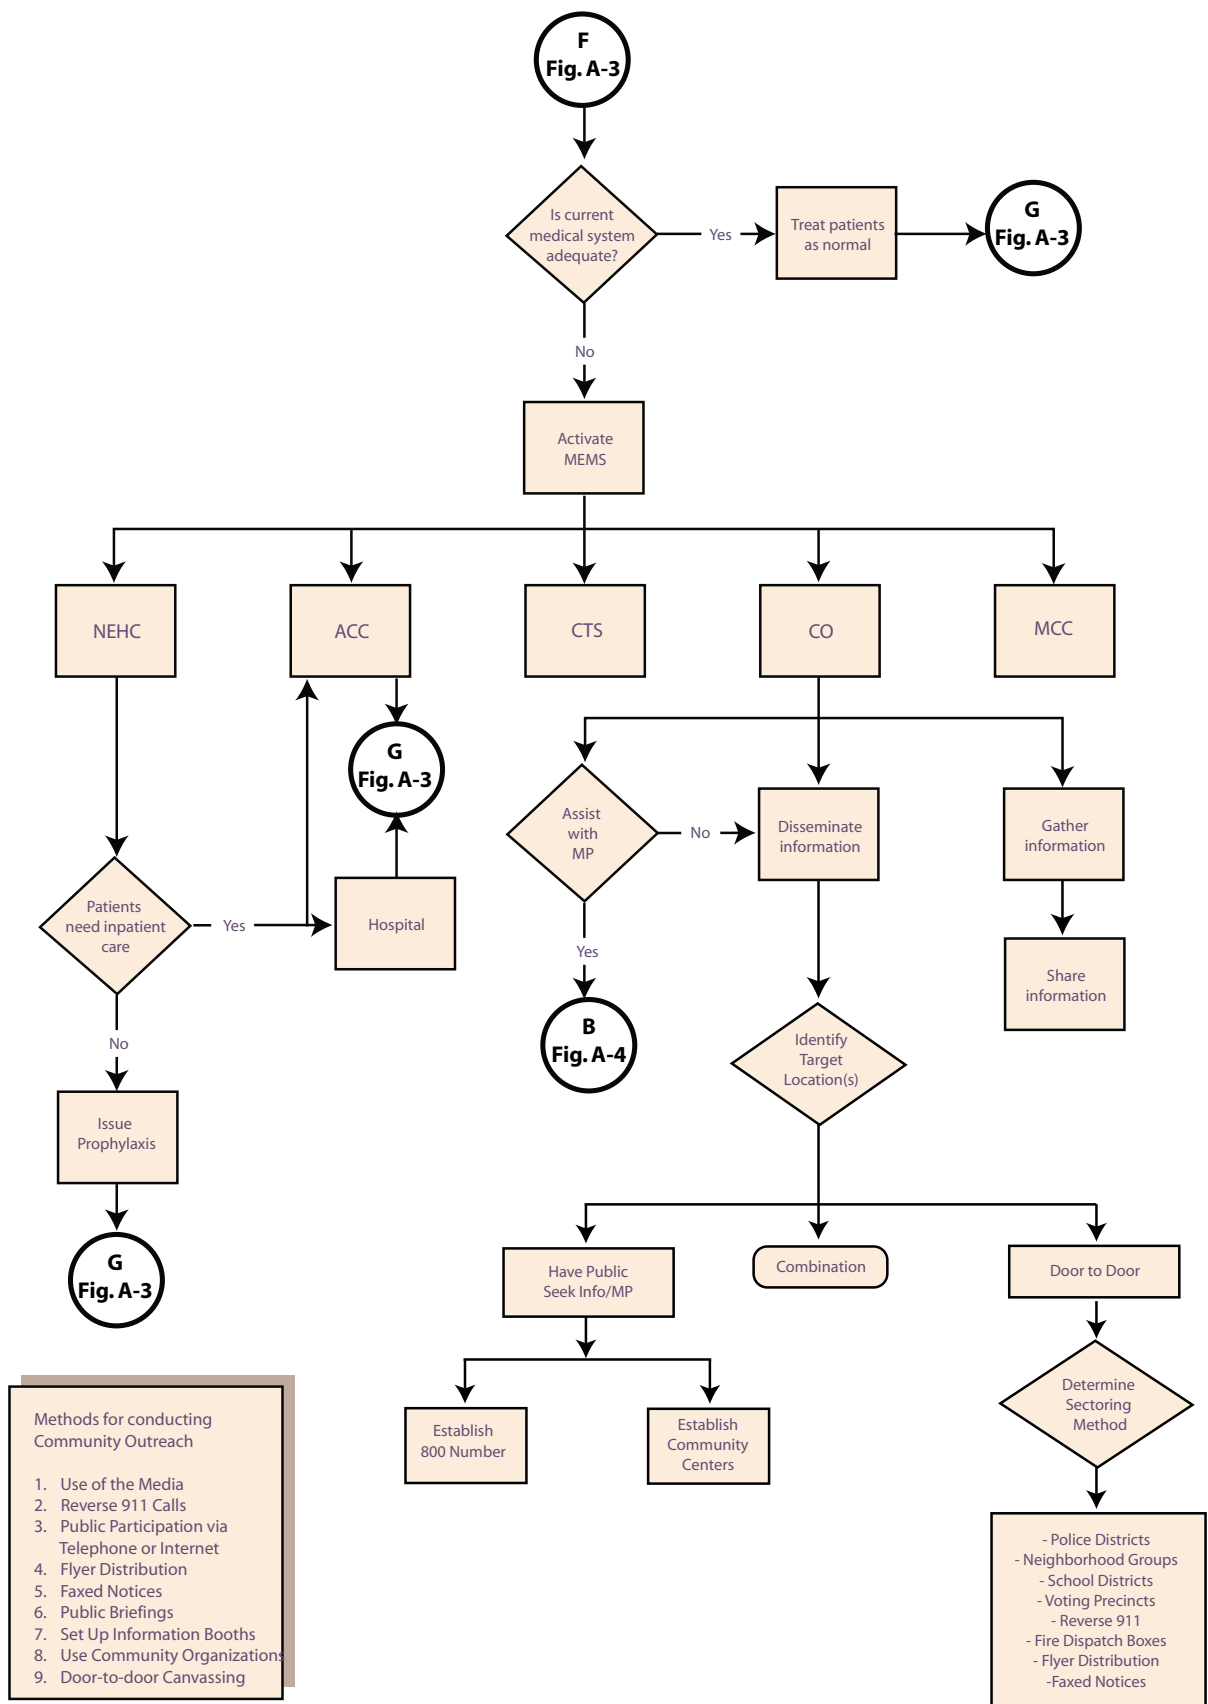 F
Fig. A-3
Is current
medical system
adequate?
Yes
Treat patients
as normal
G
Fig. A-3
No
Activate
MEMS
NEHC
ACC
CTS
CO
MCC
G
Fig. A-3
Assist
with
MP
No
Disseminate
information
Gather
information
Patients
need inpatient
care
Yes
Hospital
Yes
Share
information
B
Fig. A-4
Identify
Target
Location(s)
No
Issue
Prophylaxis
G
Fig. A-3
Have Public
Seek Info/MP
Combination
Door to Door
Establish
800 Number
Establish
Community
Centers
Determine
Sectoring
Method
Methods for conducting
Community Outreach
1. Use of the Media
2. Reverse 911 Calls
3. Public Participation via
Telephone or Internet
4. Flyer Distribution
5. Faxed Notices
6. Public Briefings
7. Set Up Information Booths
8. Use Community Organizations
9. Door-to-door Canvassing
- Police Districts
- Neighborhood Groups
- School Districts
- Voting Precincts
- Reverse 911
- Fire Dispatch Boxes
- Flyer Distribution
-Faxed Notices